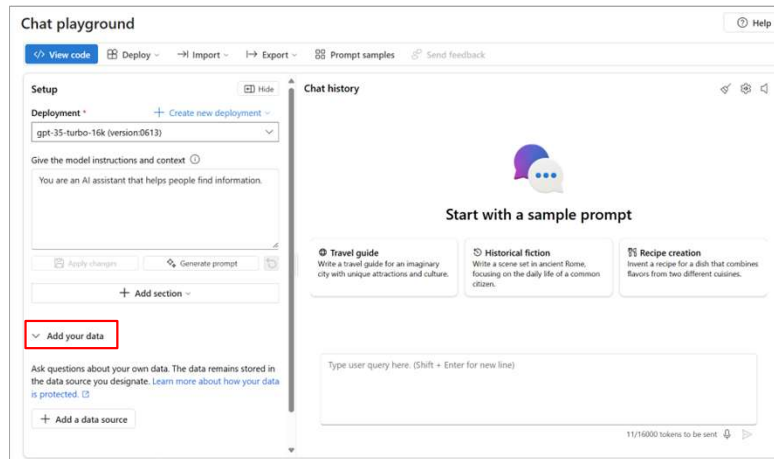 Chat playground
Help
View code
Deploy
Import
Export
Prompt samples
Send feedback
Setup
Hide
Deployment *
Create new deployment
gpt-35-turbo-16k (version:0613)
Give the model instructions and context
You are an AI assistant that helps people find information.
Apply changes
Generate prompt
Add section
Add your data
Ask questions about your own data. The data remains stored in
the data source you designate. Learn more about how your data
is protected.
Add a data source
Chat history
Start with a sample prompt
Travel guide
Write a travel guide for an imaginary
city with unique attractions and culture.
Historical fiction
Write a scene set in ancient Rome,
focusing on the daily life of a common
citizen.
Recipe creation
Invent a recipe for a dish that combines
flavors from two different cuisines.
Type user query here. (Shift + Enter for new line)
11/16000 tokens to be sent